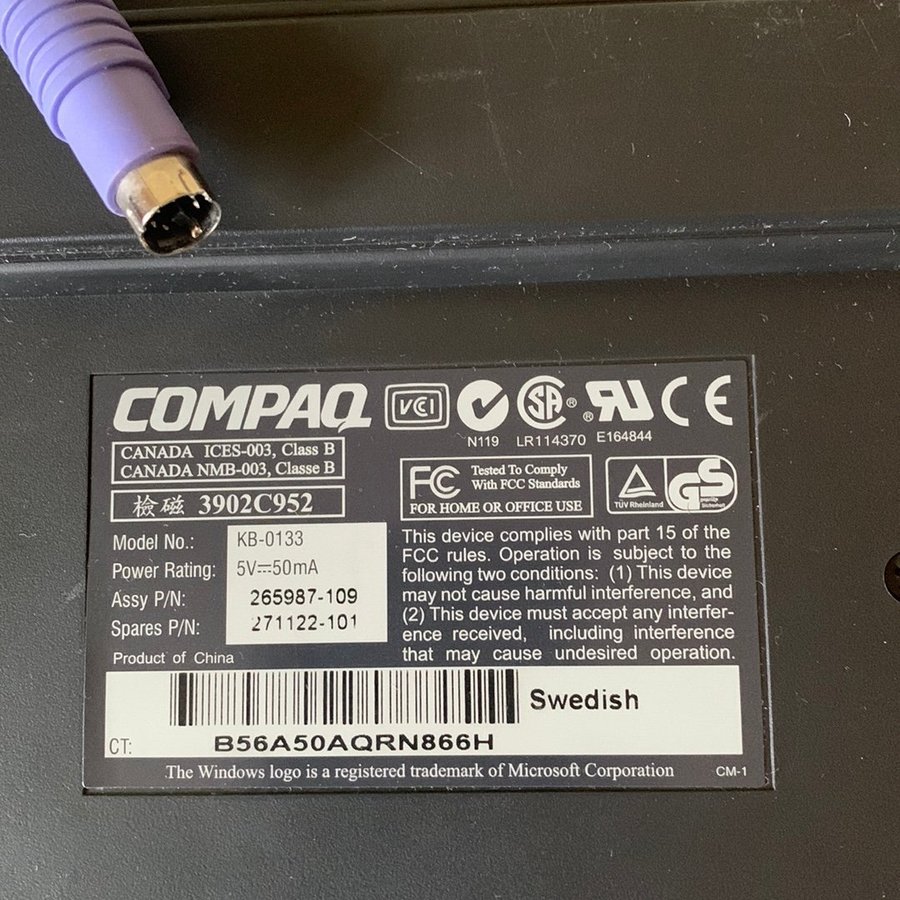 COMPAQ VCI ® ® CE
N119 LR114370 E164844
CANADA ICES-003, Class B
CANADA NMB-003, Classe B
檢磁 3902C952
FC Tested To Comply
With FCC Standards
FOR HOME OR OFFICE USE
TÜV Rheinland
GS
geprüfte
Sicherheit
Model No.: KB-0133
Power Rating: 5V⎓50mA
Assy P/N: 265987-109
Spares P/N: 271122-101
Product of China
This device complies with part 15 of the
FCC rules. Operation is subject to the
following two conditions: (1) This device
may not cause harmful interference, and
(2) This device must accept any interfer-
ence received, including interference
that may cause undesired operation.
Swedish
CT: B56A50AQRN866H
The Windows logo is a registered trademark of Microsoft Corporation
CM-1